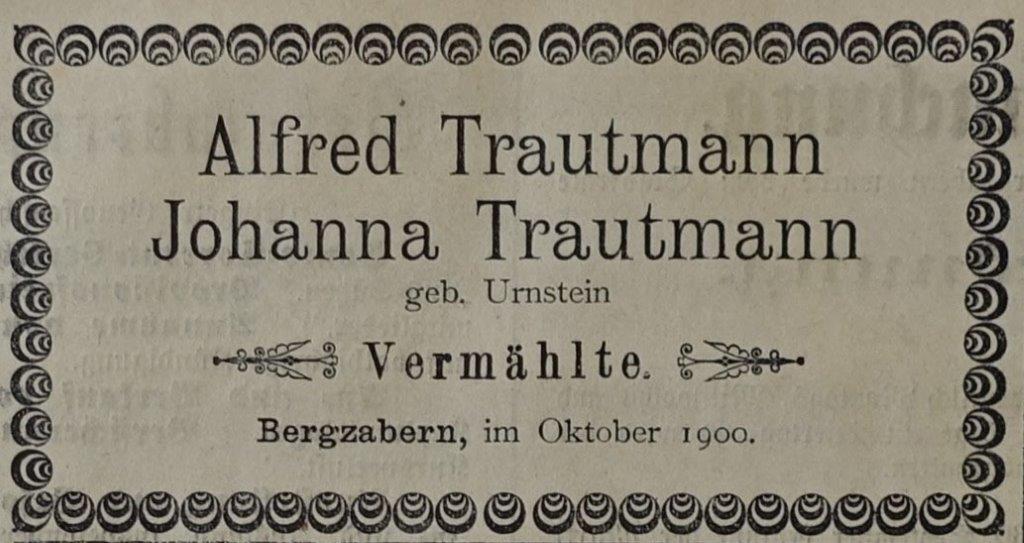 Alfred Trautmann
Johanna Trautmann
geb. Urnstein
Vermählte.
Bergzabern, im Oktober 1900.